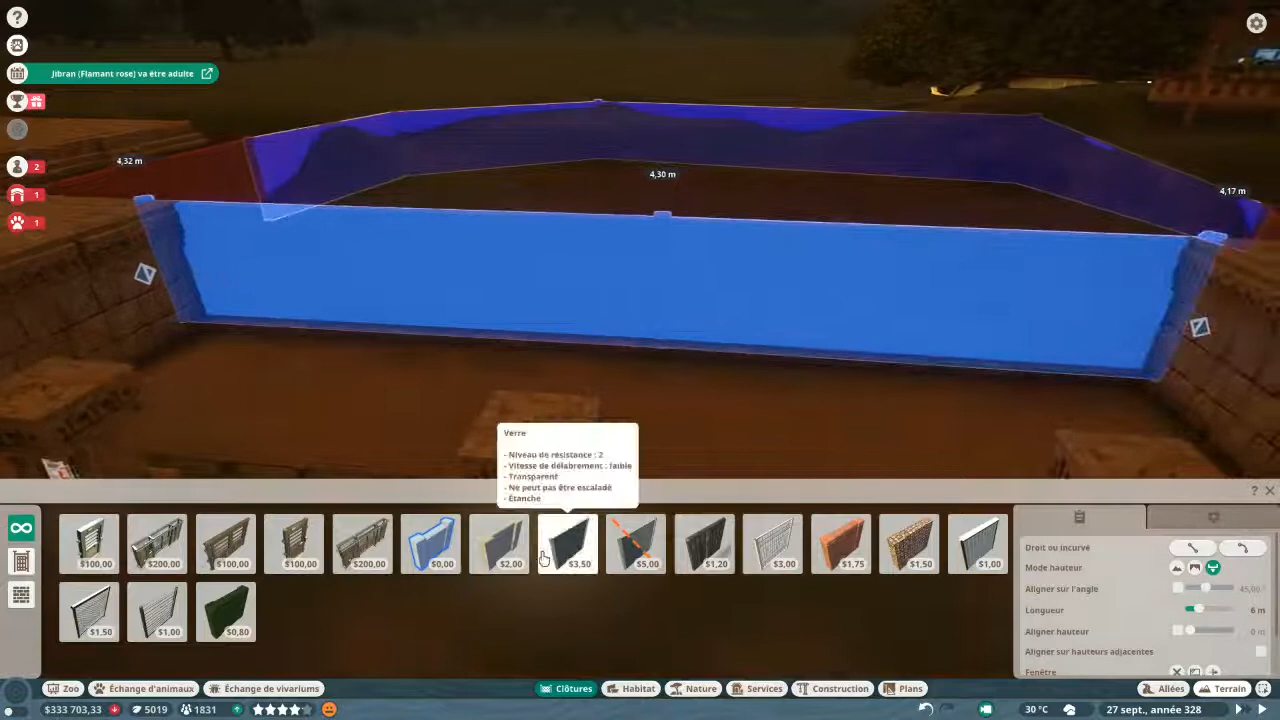 Jibran (Flamant rose) va être adulte
2
1
1
4,32 m
4,30 m
4,17 m
Verre
- Niveau de résistance : 2
- Vitesse de délabrement : faible
- Transparent
- Ne peut pas être escaladé
- Étanche
$100,00
$200,00
$100,00
$100,00
$200,00
$0,00
$2,00
$3,50
$5,00
$1,20
$3,00
$1,75
$1,50
$1,00
$1,50
$1,00
$0,80
Droit ou incurvé
Mode hauteur
Aligner sur l'angle 45,00°
Longueur 6 m
Aligner hauteur 0 m
Aligner sur hauteurs adjacentes
Fenêtre
Zoo
Échange d'animaux
Échange de vivariums
Clôtures
Habitat
Nature
Services
Construction
Plans
Allées
Terrain
$333 703,33
5019
1831
30 °C
27 sept., année 328